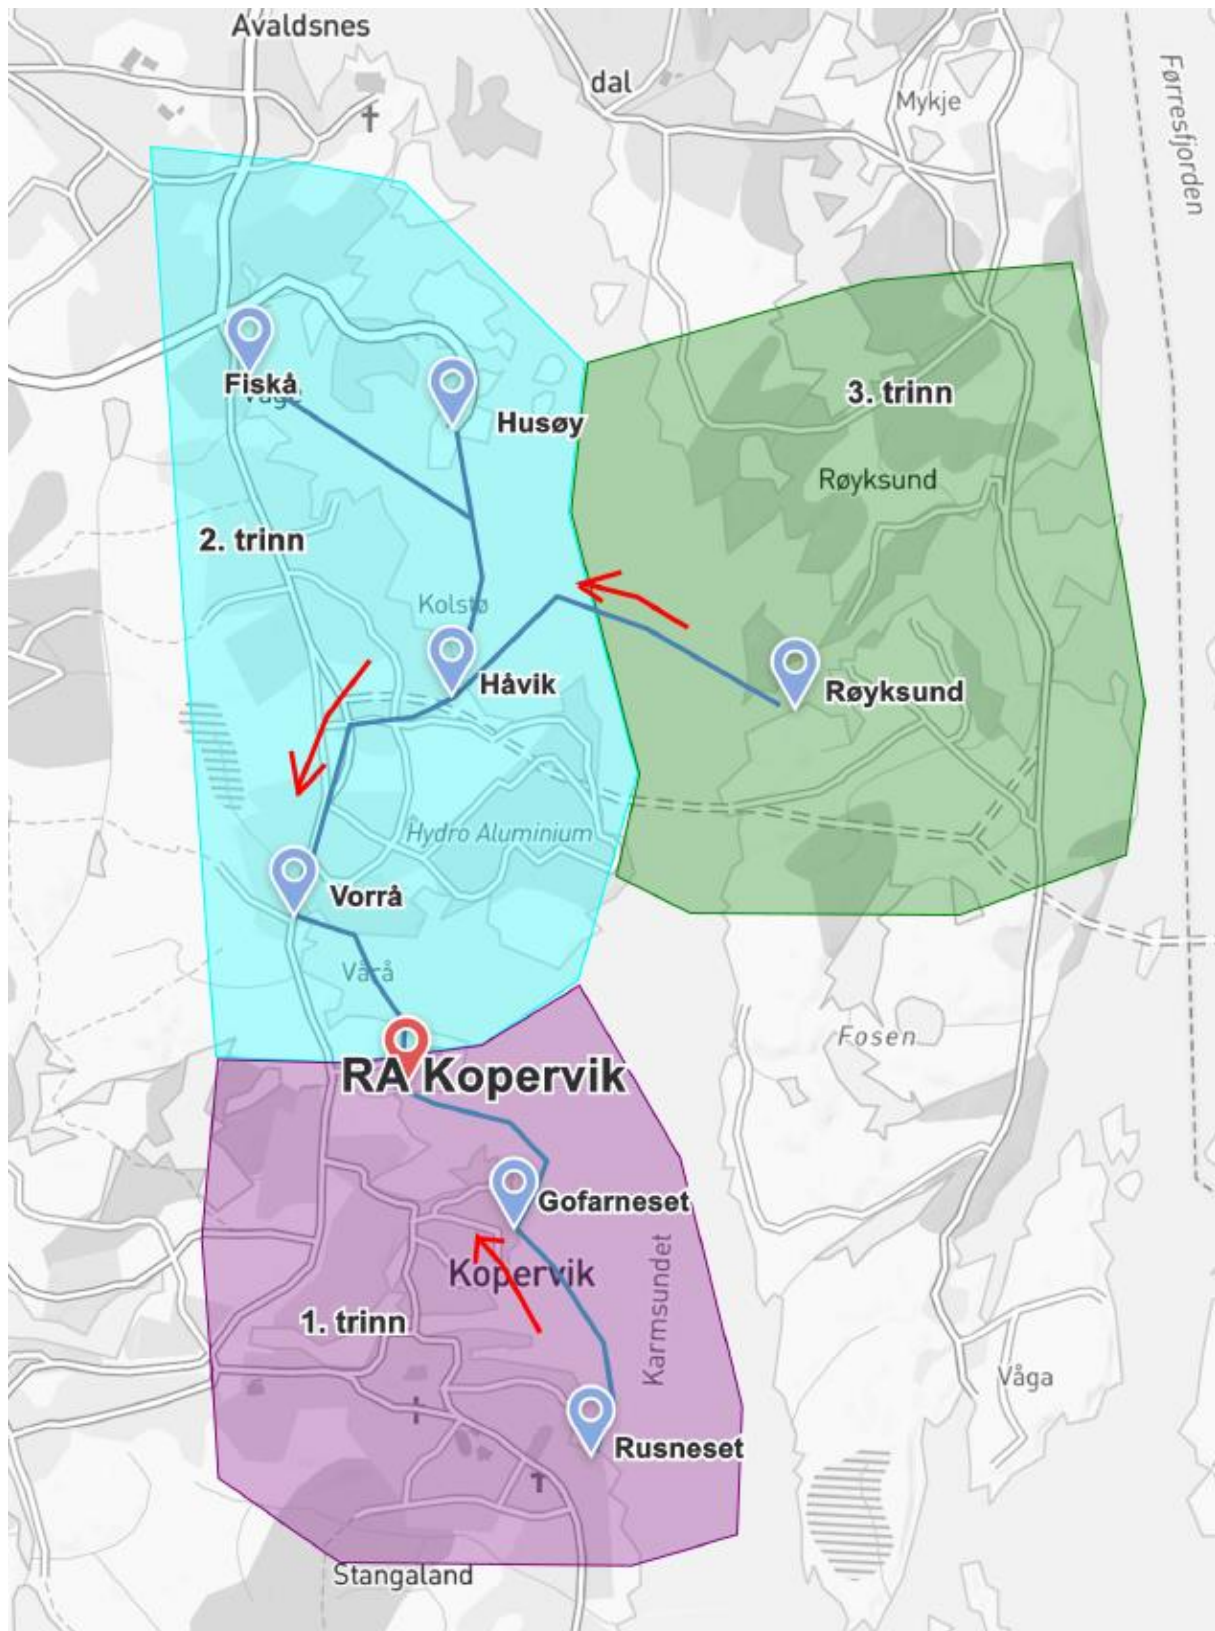 Avaldsnes
dal
Mykje
Førresfjorden
Fiskå
Våge
Husøy
3. trinn
Røyksund
2. trinn
Kolstø
Håvik
Røyksund
Hydro Aluminium
Vorrå
Vårå
Fosen
RA Kopervik
Gofarneset
Kopervik
Karmsundet
1. trinn
Våga
Rusneset
Stangaland